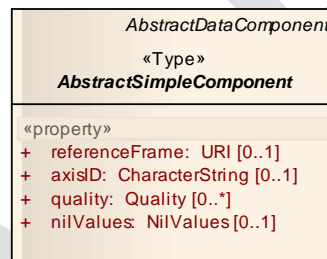 AbstractDataComponent
«Type»
AbstractSimpleComponent
«property»
+ referenceFrame: URI [0..1]
+ axisID: CharacterString [0..1]
+ quality: Quality [0..*]
+ nilValues: NilValues [0..1]